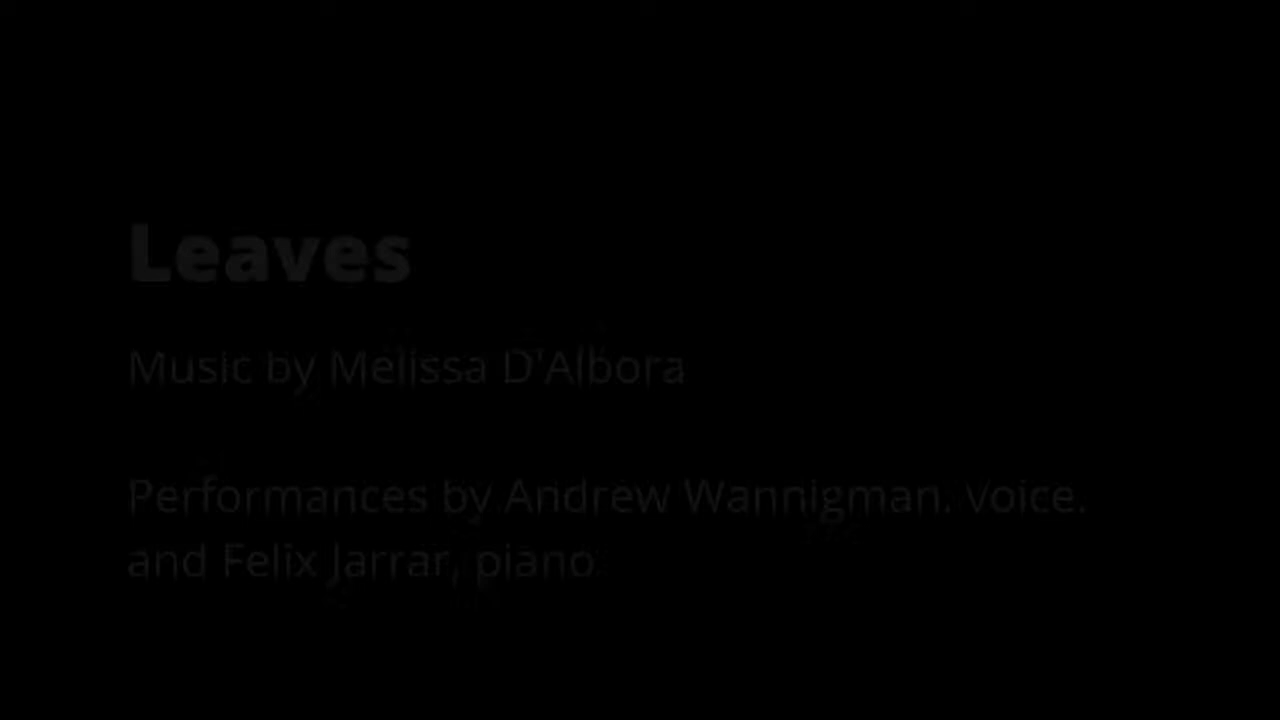 Leaves
Music by Melissa D'Albora
Performances by Andrew Wannigman, voice,
and Felix Jarrar, piano